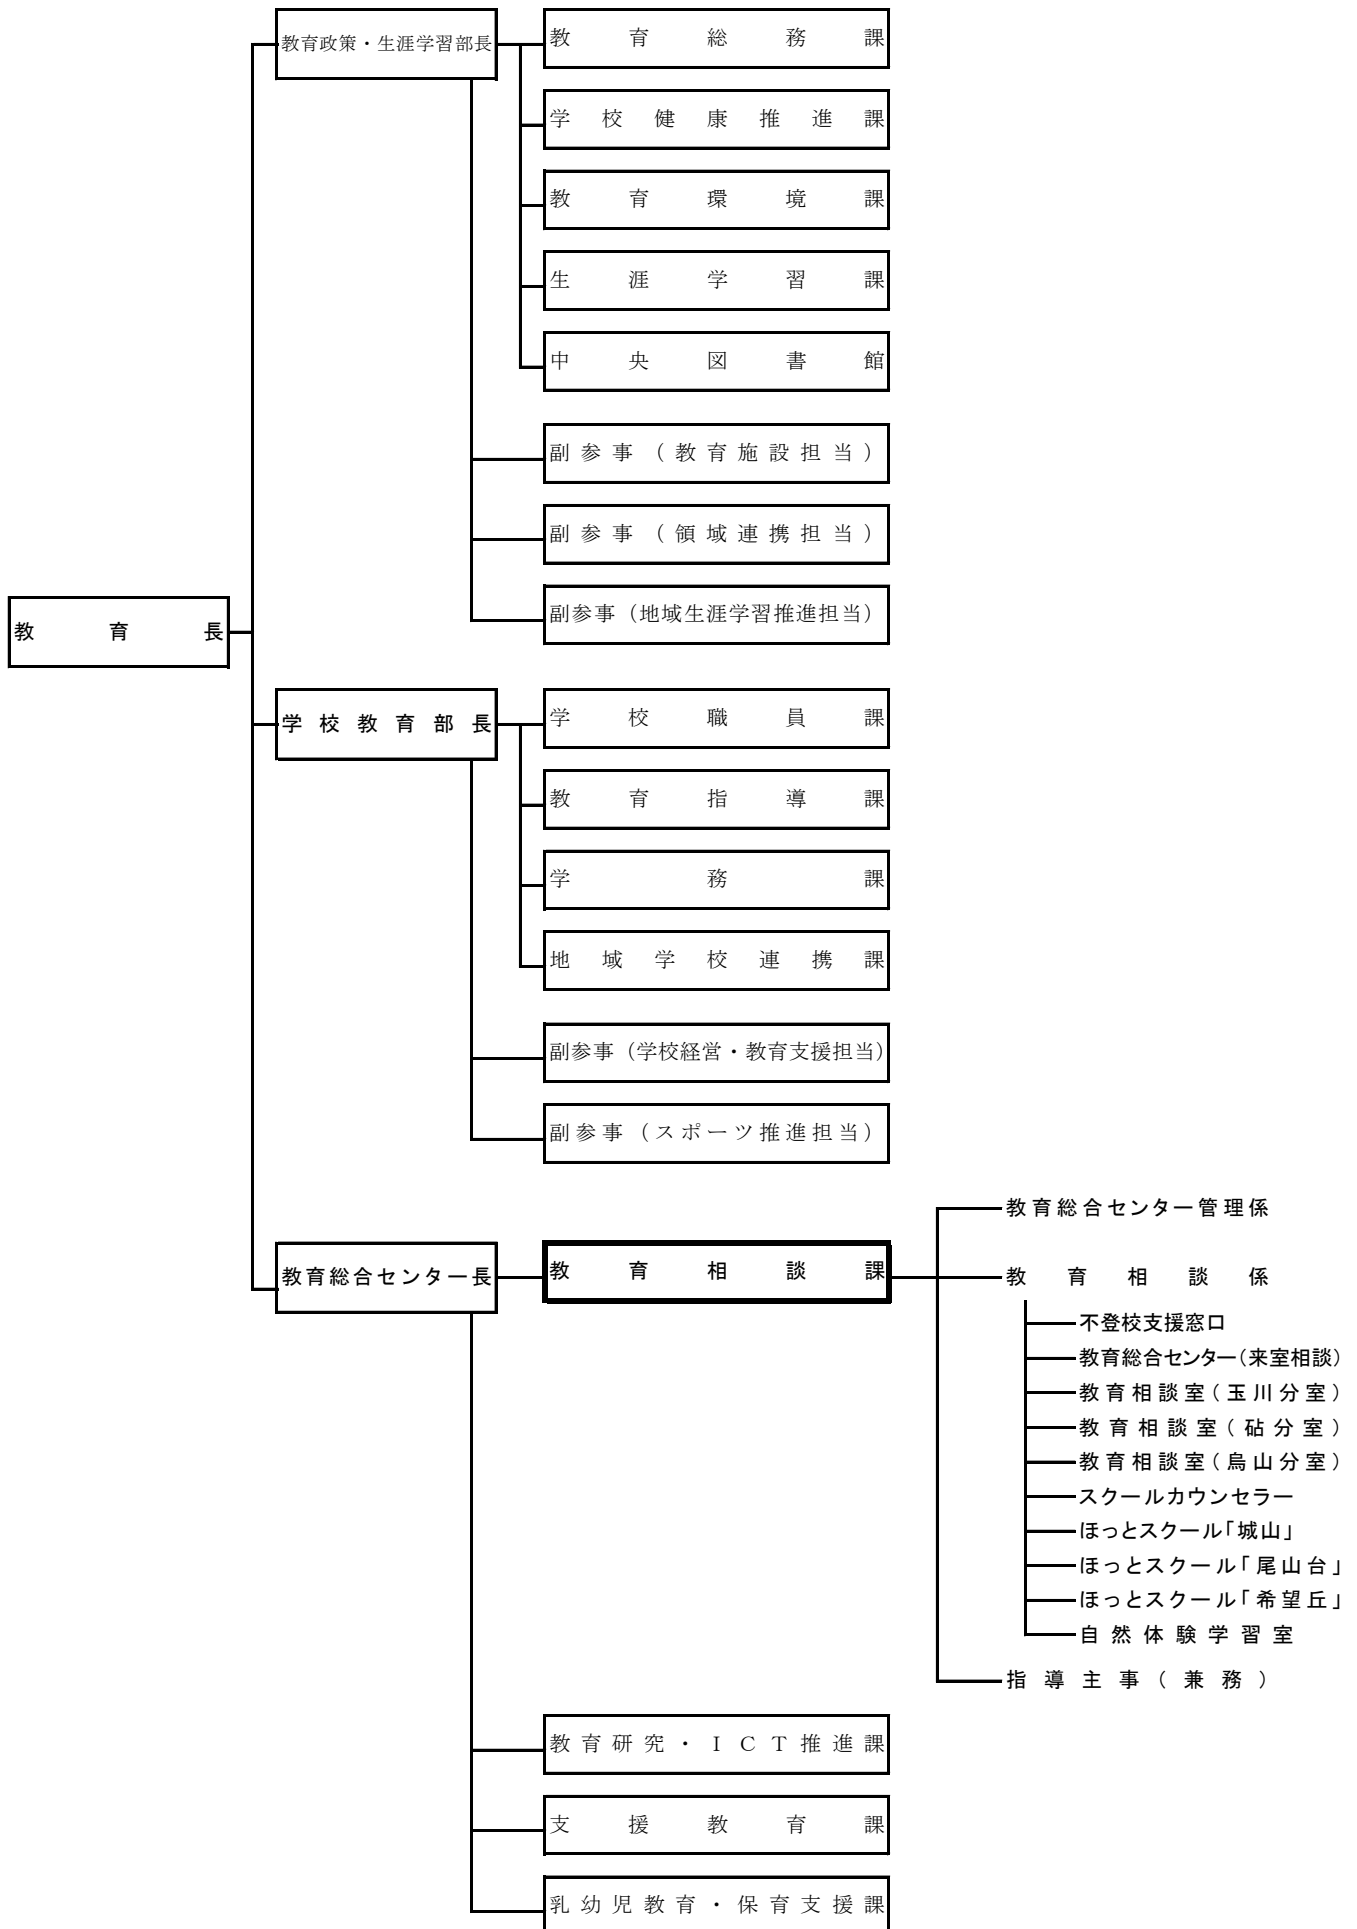 教育政策・生涯学習部長
教育総務課
学校健康推進課
教育環境課
生涯学習課
中央図書館
副参事（教育施設担当）
副参事（領域連携担当）
副参事（地域生涯学習推進担当）
教育長
学校教育部長
学校職員課
教育指導課
学務課
地域学校連携課
副参事（学校経営・教育支援担当）
副参事（スポーツ推進担当）
教育総合センター長
教育相談課
教育総合センター管理係
教育相談係
不登校支援窓口
教育総合センター（来室相談）
教育相談室（玉川分室）
教育相談室（砧分室）
教育相談室（烏山分室）
スクールカウンセラー
ほっとスクール「城山」
ほっとスクール「尾山台」
ほっとスクール「希望丘」
自然体験学習室
指導主事（兼務）
教育研究・ＩＣＴ推進課
支援教育課
乳幼児教育・保育支援課